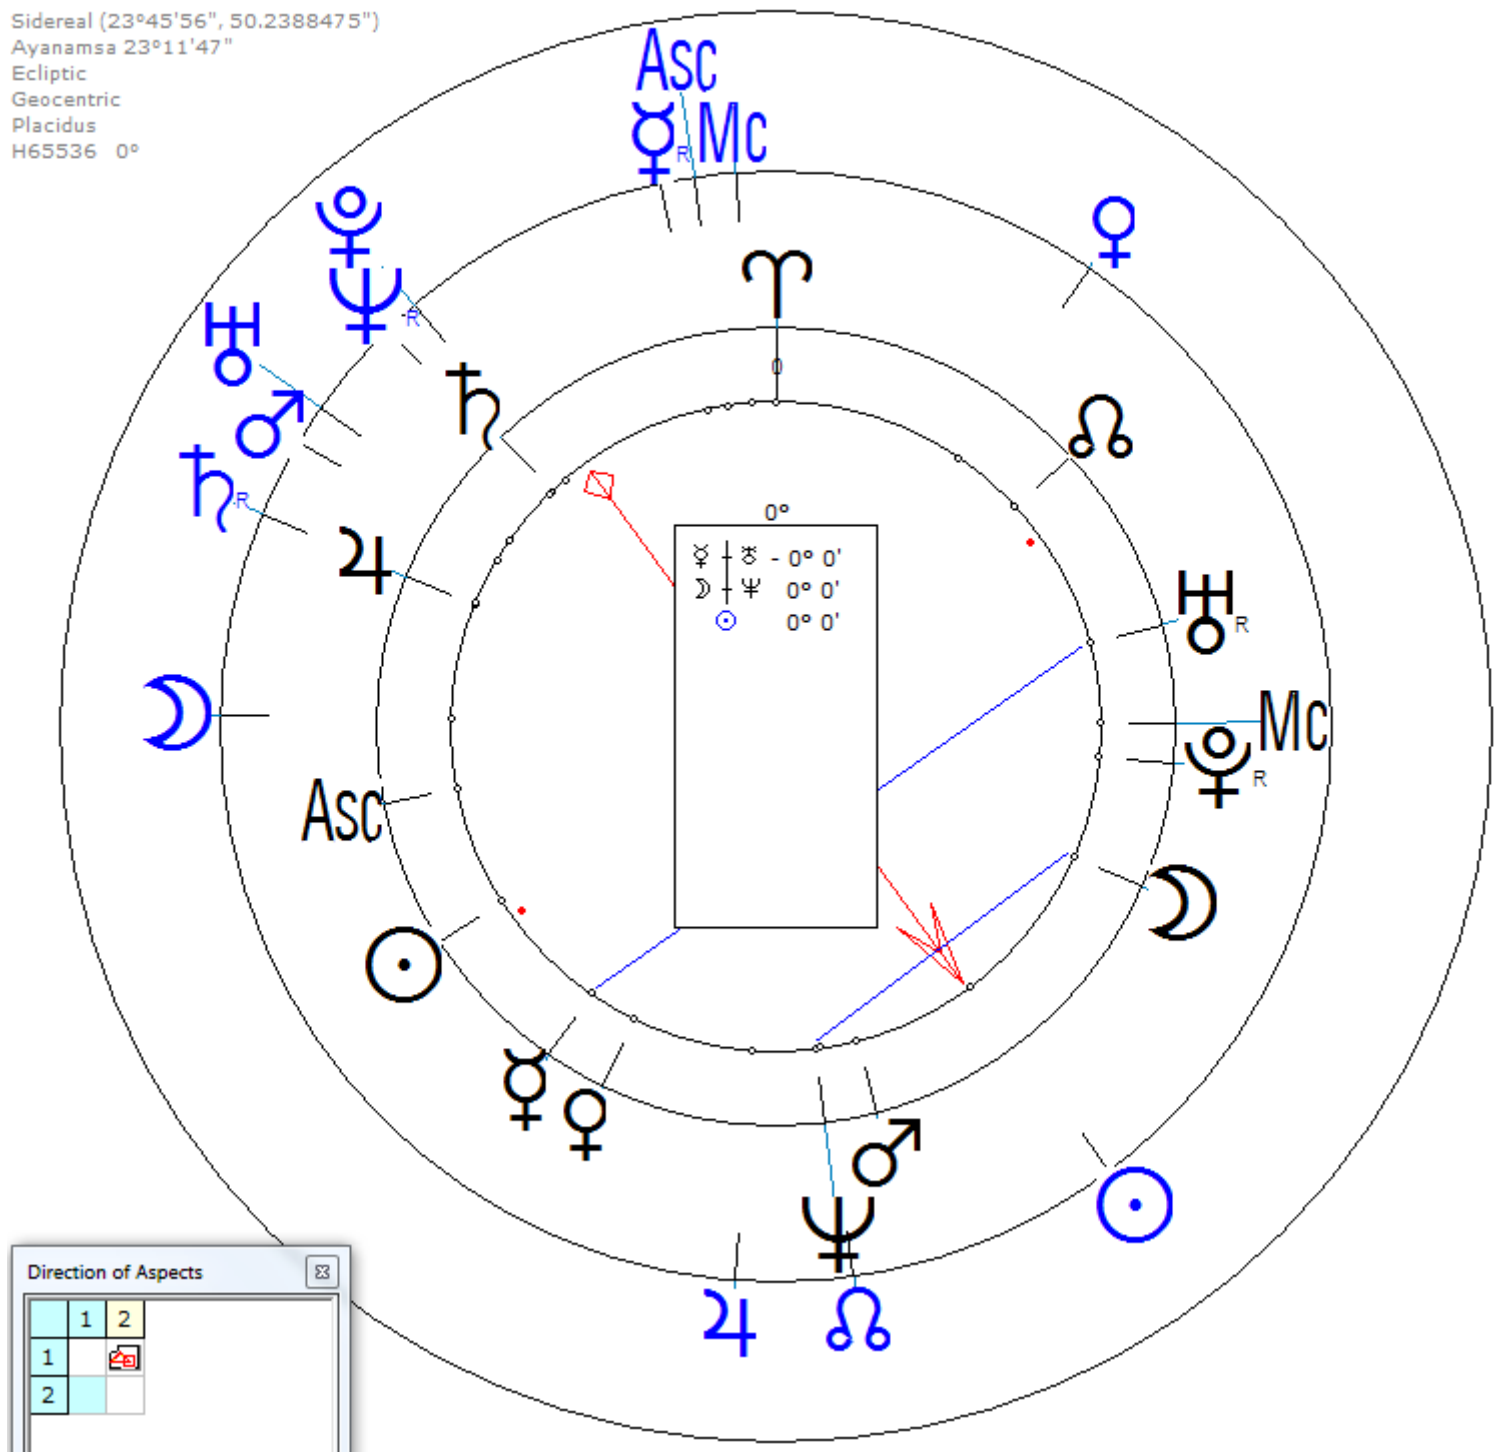 Sidereal (23°45'56", 50.2388475")
Ayanamsa 23°11'47"
Ecliptic
Geocentric
Placidus
H65536 0°
Asc
☿ R Mc
♇
♀
♆ R
♈
♅
0
♄
♂
☊
♄ R
0°
♃
☿ ♅ - 0° 0'
☽ ♆ 0° 0'
☉ 0° 0'
♅ R
☽
Mc
♇ R
Asc
☽
☉
☿
♀
♂
☉
♆
♃ ☊
Direction of Aspects
1 2
1
2